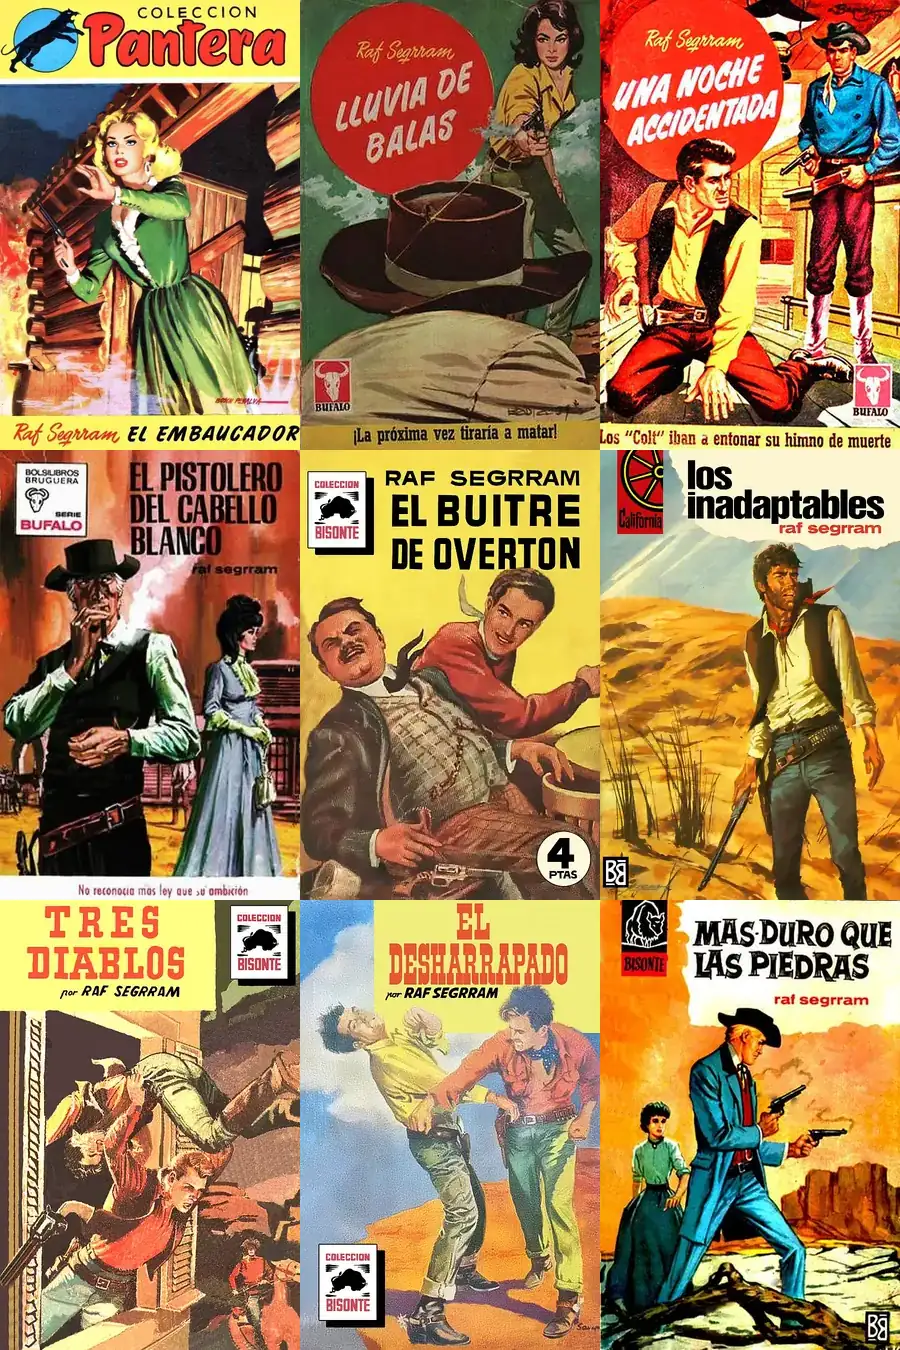 COLECCION
Pantera
Raf Segrram EL EMBAUCADOR
Raf Segrram
LLUVIA DE
BALAS
BUFALO
¡La próxima vez tiraría a matar!
Raf Segrram
UNA NOCHE
ACCIDENTADA
BUFALO
Los "Colt" iban a entonar su himno de muerte
BOLSILIBROS
BRUGUERA
SERIE
BUFALO
EL PISTOLERO
DEL CABELLO
BLANCO
raf segrram
No reconocía más ley que su ambición
COLECCION
BISONTE
RAF SEGRRAM
EL BUITRE
DE OVERTON
4
PTAS
California
los
inadaptables
raf segrram
BB
TRES
DIABLOS
por RAF SEGRRAM
COLECCION
BISONTE
EL
DESHARRAPADO
por RAF SEGRRAM
COLECCION
BISONTE
BISONTE
MAS DURO QUE
LAS PIEDRAS
raf segrram
BB